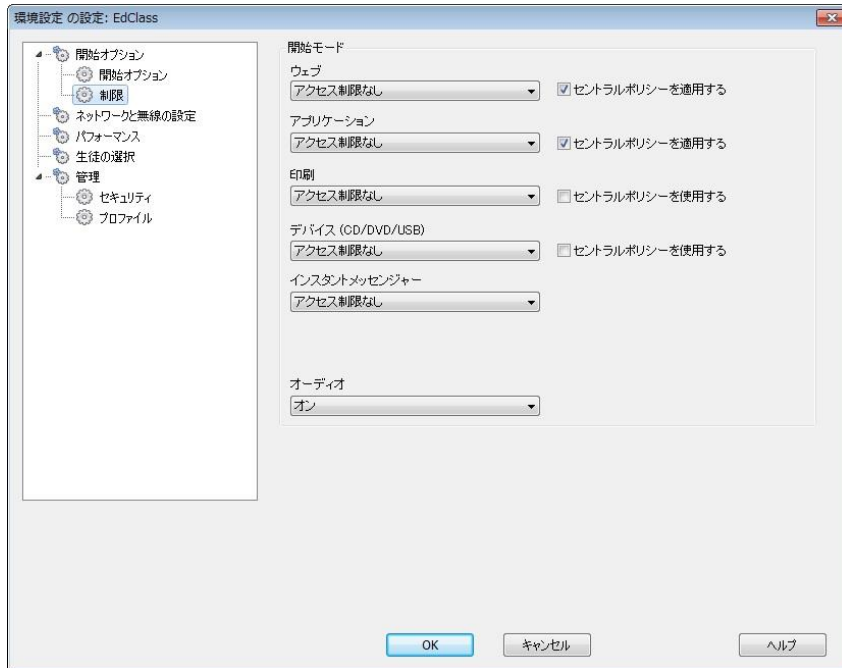 環境設定 の設定: EdClass
開始オプション
開始オプション
制限
ネットワークと無線の設定
パフォーマンス
生徒の選択
管理
セキュリティ
プロファイル
開始モード
ウェブ
アクセス制限なし
セントラルポリシーを適用する
アプリケーション
アクセス制限なし
セントラルポリシーを適用する
印刷
アクセス制限なし
セントラルポリシーを使用する
デバイス (CD/DVD/USB)
アクセス制限なし
セントラルポリシーを使用する
インスタントメッセンジャー
アクセス制限なし
オーディオ
オン
OK
キャンセル
ヘルプ